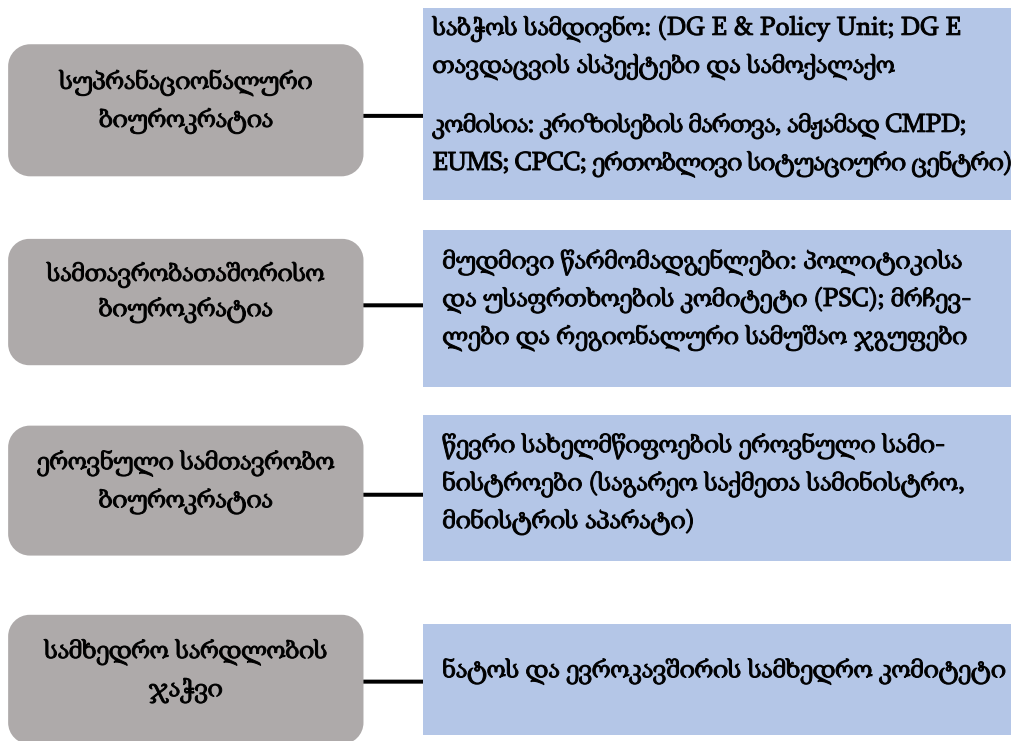 სუპრანაციონალური
ბიუროკრატია
საბჭოს სამდივნო: (DG E & Policy Unit; DG E
თავდაცვის ასპექტები და სამოქალაქო
კომისია: კრიზისების მართვა, ამჟამად CMPD;
EUMS; CPCC; ერთობლივი სიტუაციური ცენტრი)
სამთავრობათაშორისო
ბიუროკრატია
მუდმივი წარმომადგენლები: პოლიტიკისა
და უსაფრთხოების კომიტეტი (PSC); მრჩევ-
ლები და რეგიონალური სამუშაო ჯგუფები
ეროვნული სამთავრობო
ბიუროკრატია
წევრი სახელმწიფოების ეროვნული სამი-
ნისტროები (საგარეო საქმეთა სამინისტრო,
მინისტრის აპარატი)
სამხედრო სარდლობის
ჯაჭვი
ნატოს და ევროკავშირის სამხედრო კომიტეტი